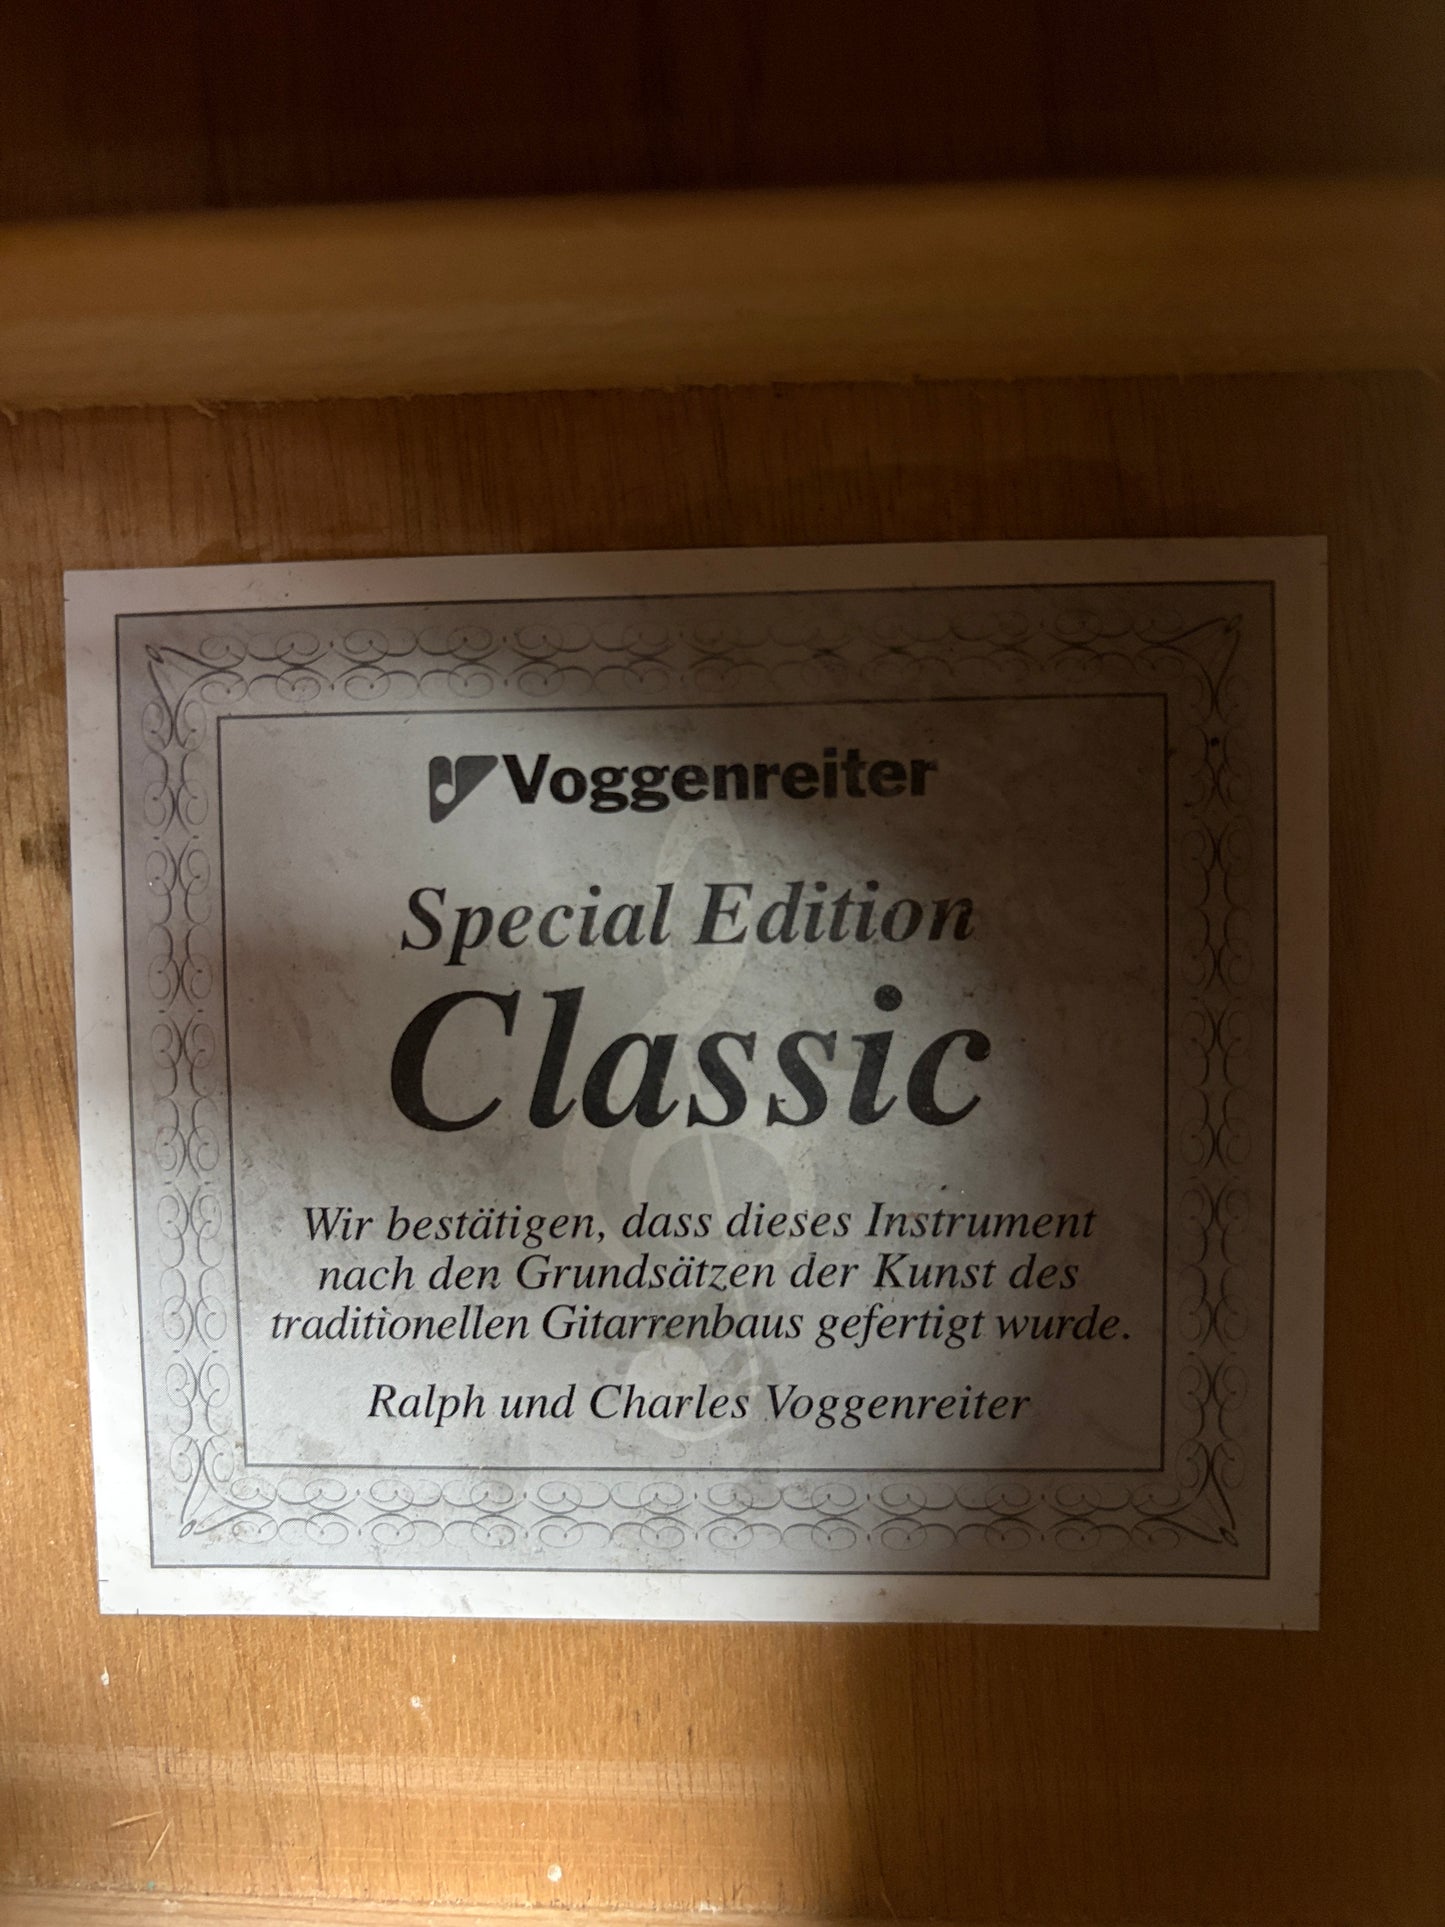 Voggenreiter
Special Edition
Classic
Wir bestätigen, dass dieses Instrument
nach den Grundsätzen der Kunst des
traditionellen Gitarrenbaus gefertigt wurde.
Ralph und Charles Voggenreiter